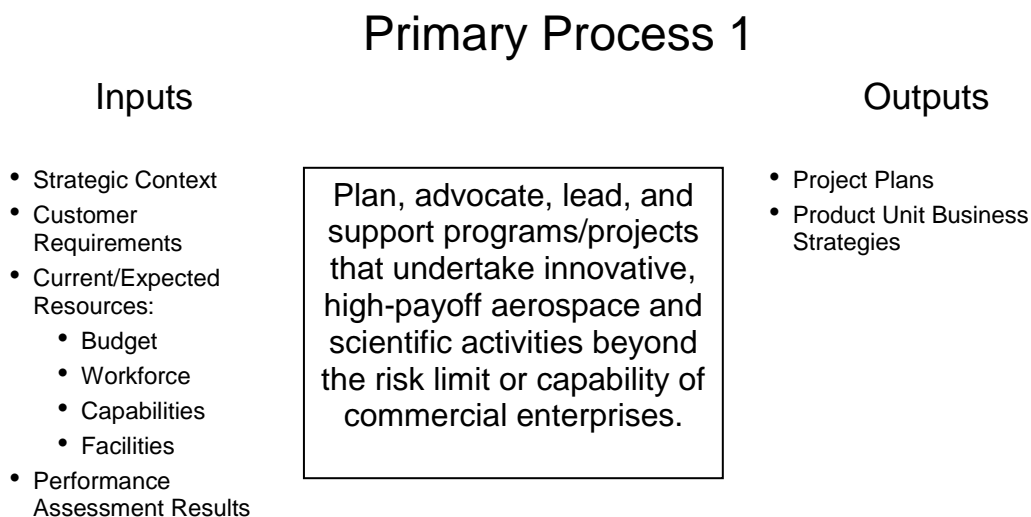 Primary Process 1
Inputs
• Strategic Context
• Customer
Requirements
• Current/Expected
Resources:
• Budget
• Workforce
• Capabilities
• Facilities
• Performance
Assessment Results
Plan, advocate, lead, and
support programs/projects
that undertake innovative,
high-payoff aerospace and
scientific activities beyond
the risk limit or capability of
commercial enterprises.
Outputs
• Project Plans
• Product Unit Business
Strategies